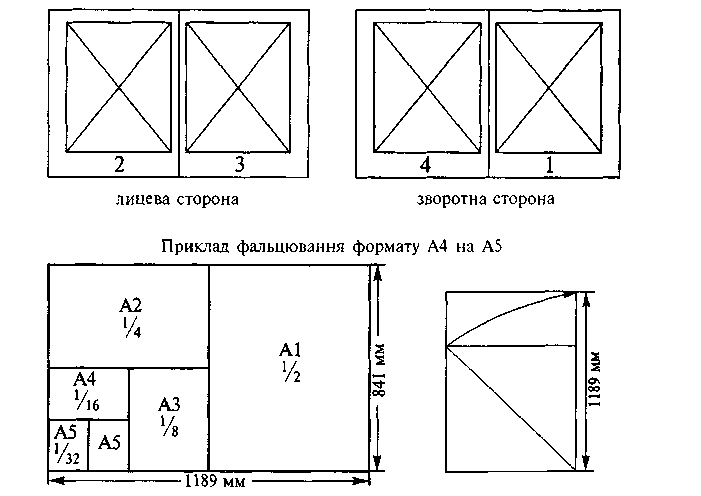 2 3 4 1
лицева сторона зворотна сторона
Приклад фальцювання формату А4 на А5
А2
1/4
А1
1/2
А4
1/16
А3
1/8
А5
1/32
А5
841 мм
1189 мм
1189 мм